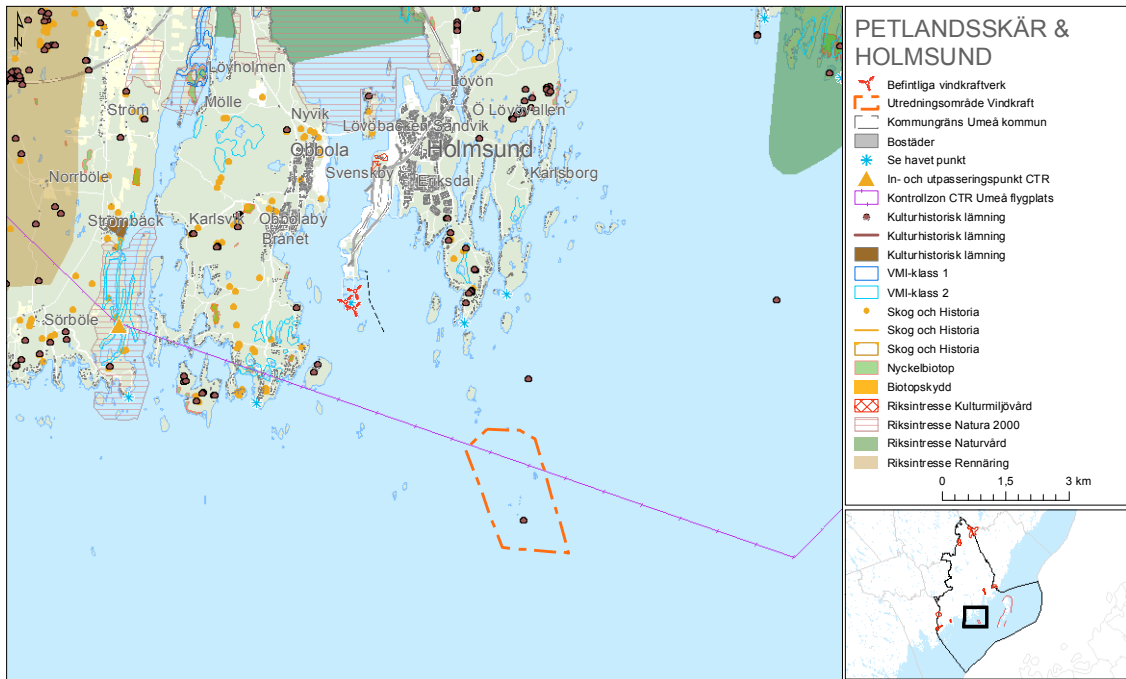 N
Lövholmen
Mölle
Ström
Nyvik
Lövöbacken
Sandvik
Lövön
Ö Lövövallen
Obbola
Holmsund
Svenskby
Eriksdal
Karlsborg
Norrböle
Strömbäck
Karlsvik
Obbolaby
Bränet
Sörböle
PETLANDSSKÄR &
HOLMSUND
Befintliga vindkraftverk
Utredningsområde Vindkraft
Kommungräns Umeå kommun
Bostäder
Se havet punkt
In- och utpasseringspunkt CTR
Kontrollzon CTR Umeå flygplats
Kulturhistorisk lämning
Kulturhistorisk lämning
Kulturhistorisk lämning
VMI-klass 1
VMI-klass 2
Skog och Historia
Skog och Historia
Skog och Historia
Nyckelbiotop
Biotopskydd
Riksintresse Kulturmiljövård
Riksintresse Natura 2000
Riksintresse Naturvård
Riksintresse Rennäring
0 1,5 3 km